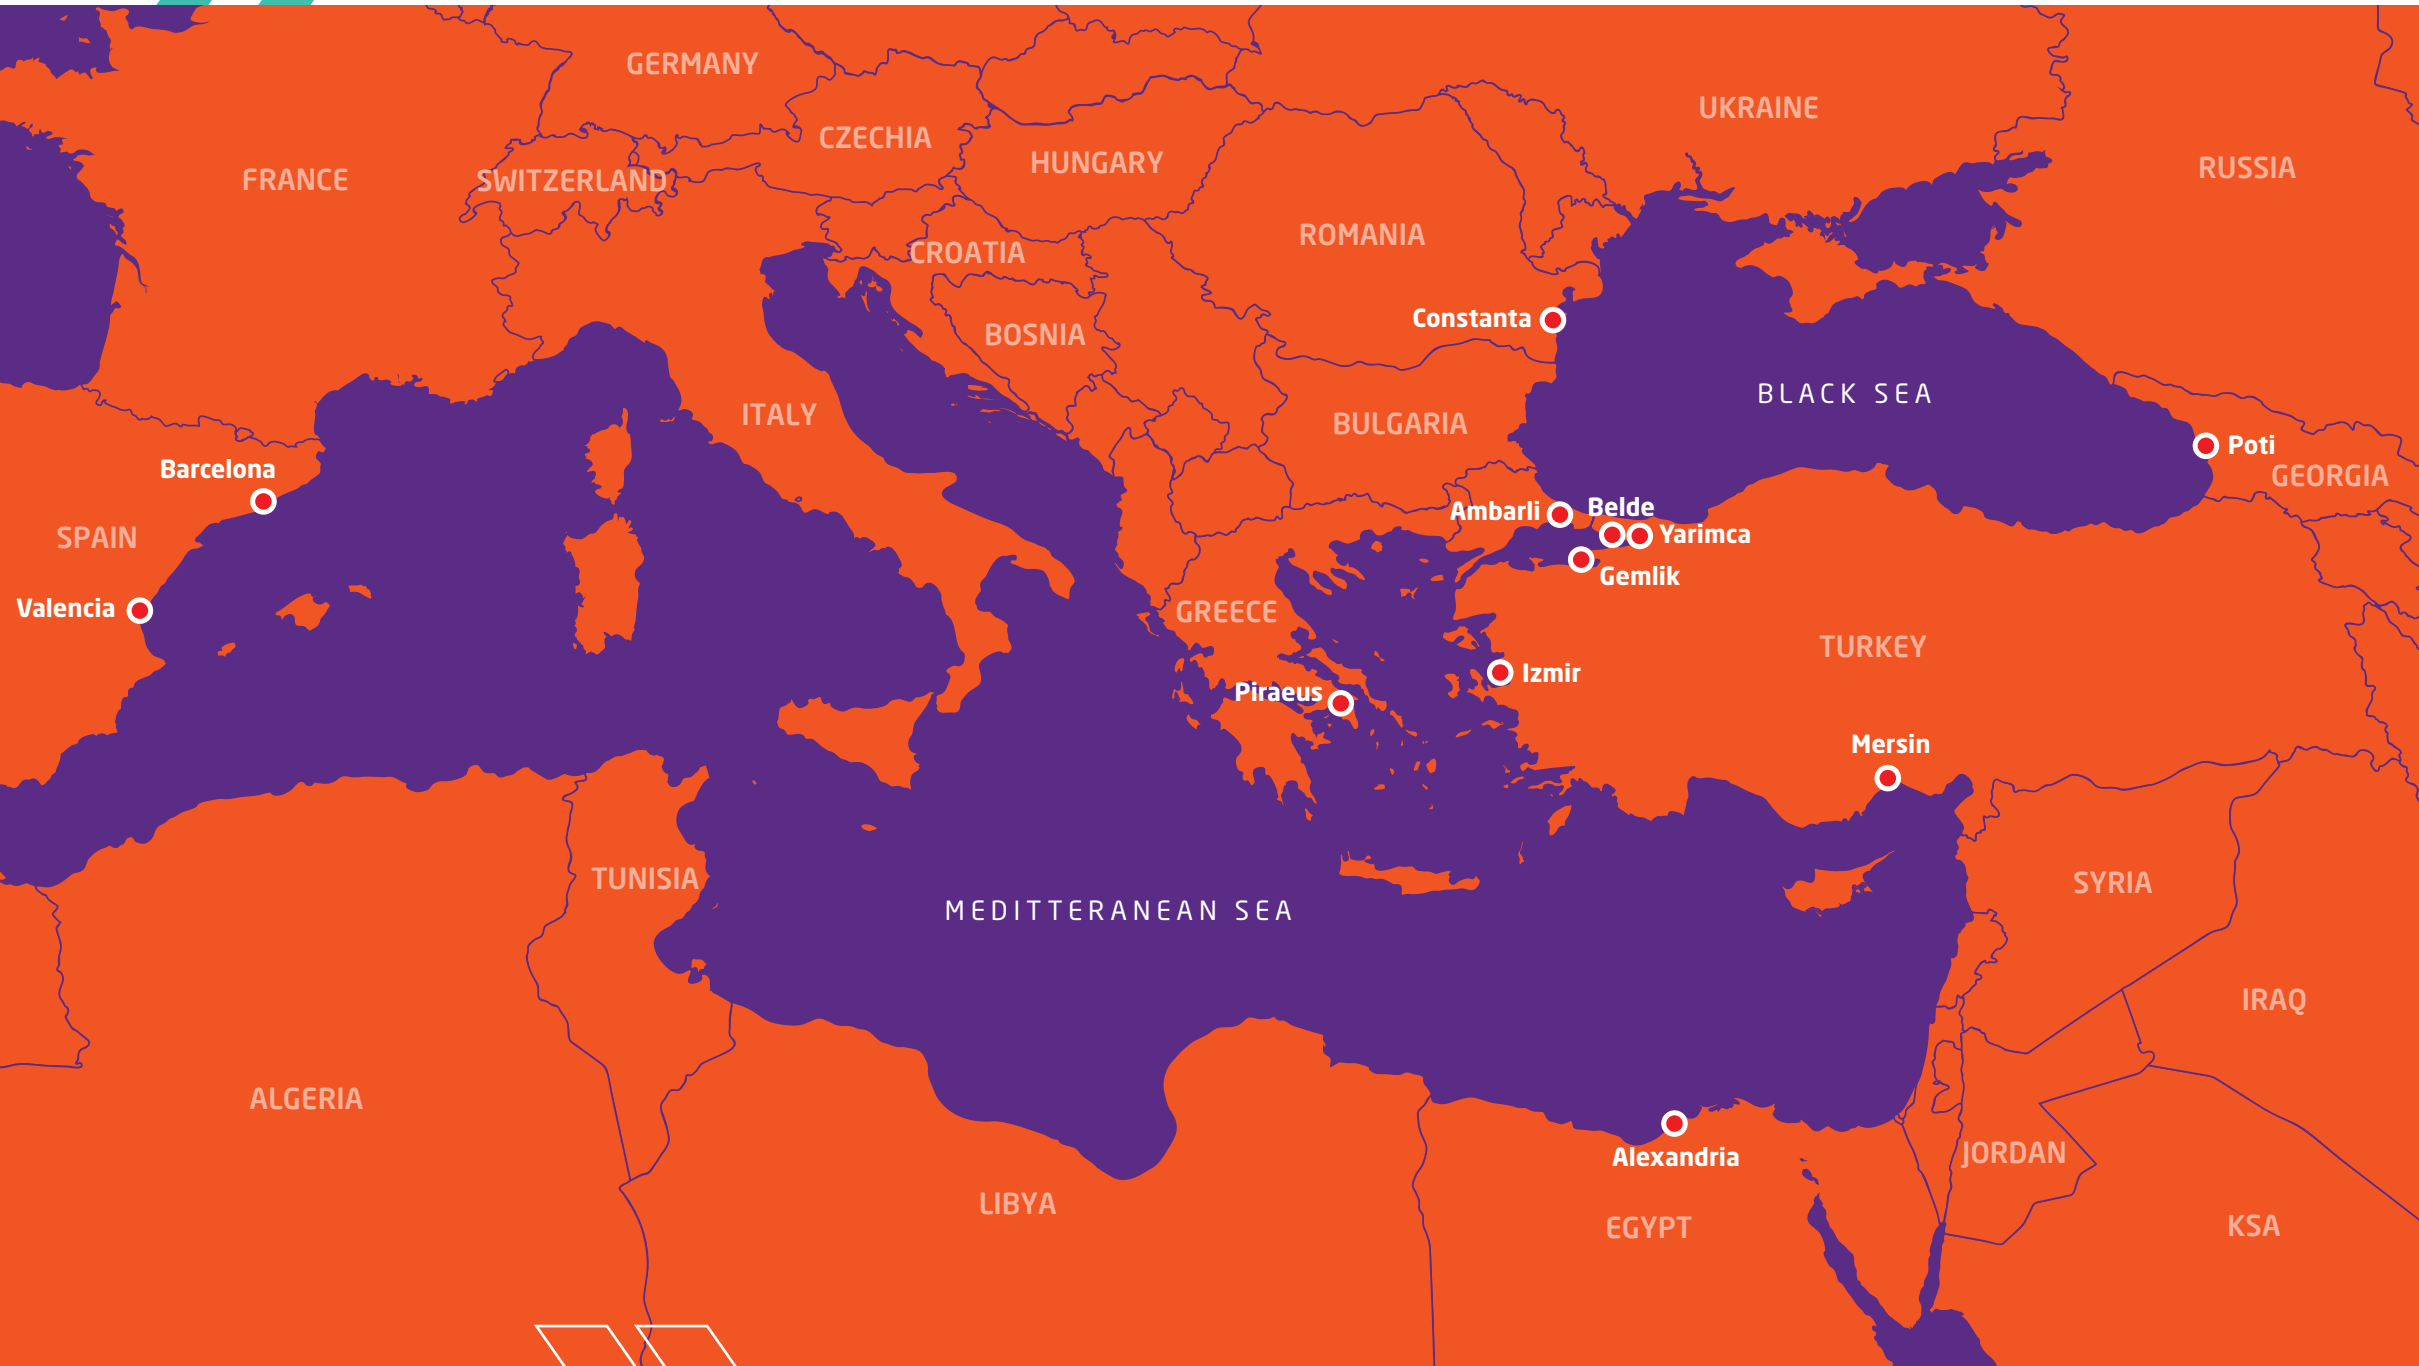 GERMANY
UKRAINE
CZECHIA
HUNGARY
RUSSIA
FRANCE
SWITZERLAND
ROMANIA
CROATIA
Constanta
BOSNIA
BLACK SEA
ITALY
BULGARIA
Poti
Barcelona
GEORGIA
Ambarli
Belde
SPAIN
Yarimca
Gemlik
Valencia
GREECE
TURKEY
Izmir
Piraeus
Mersin
TUNISIA
SYRIA
MEDITTERANEAN SEA
IRAQ
ALGERIA
JORDAN
Alexandria
LIBYA
EGYPT
KSA